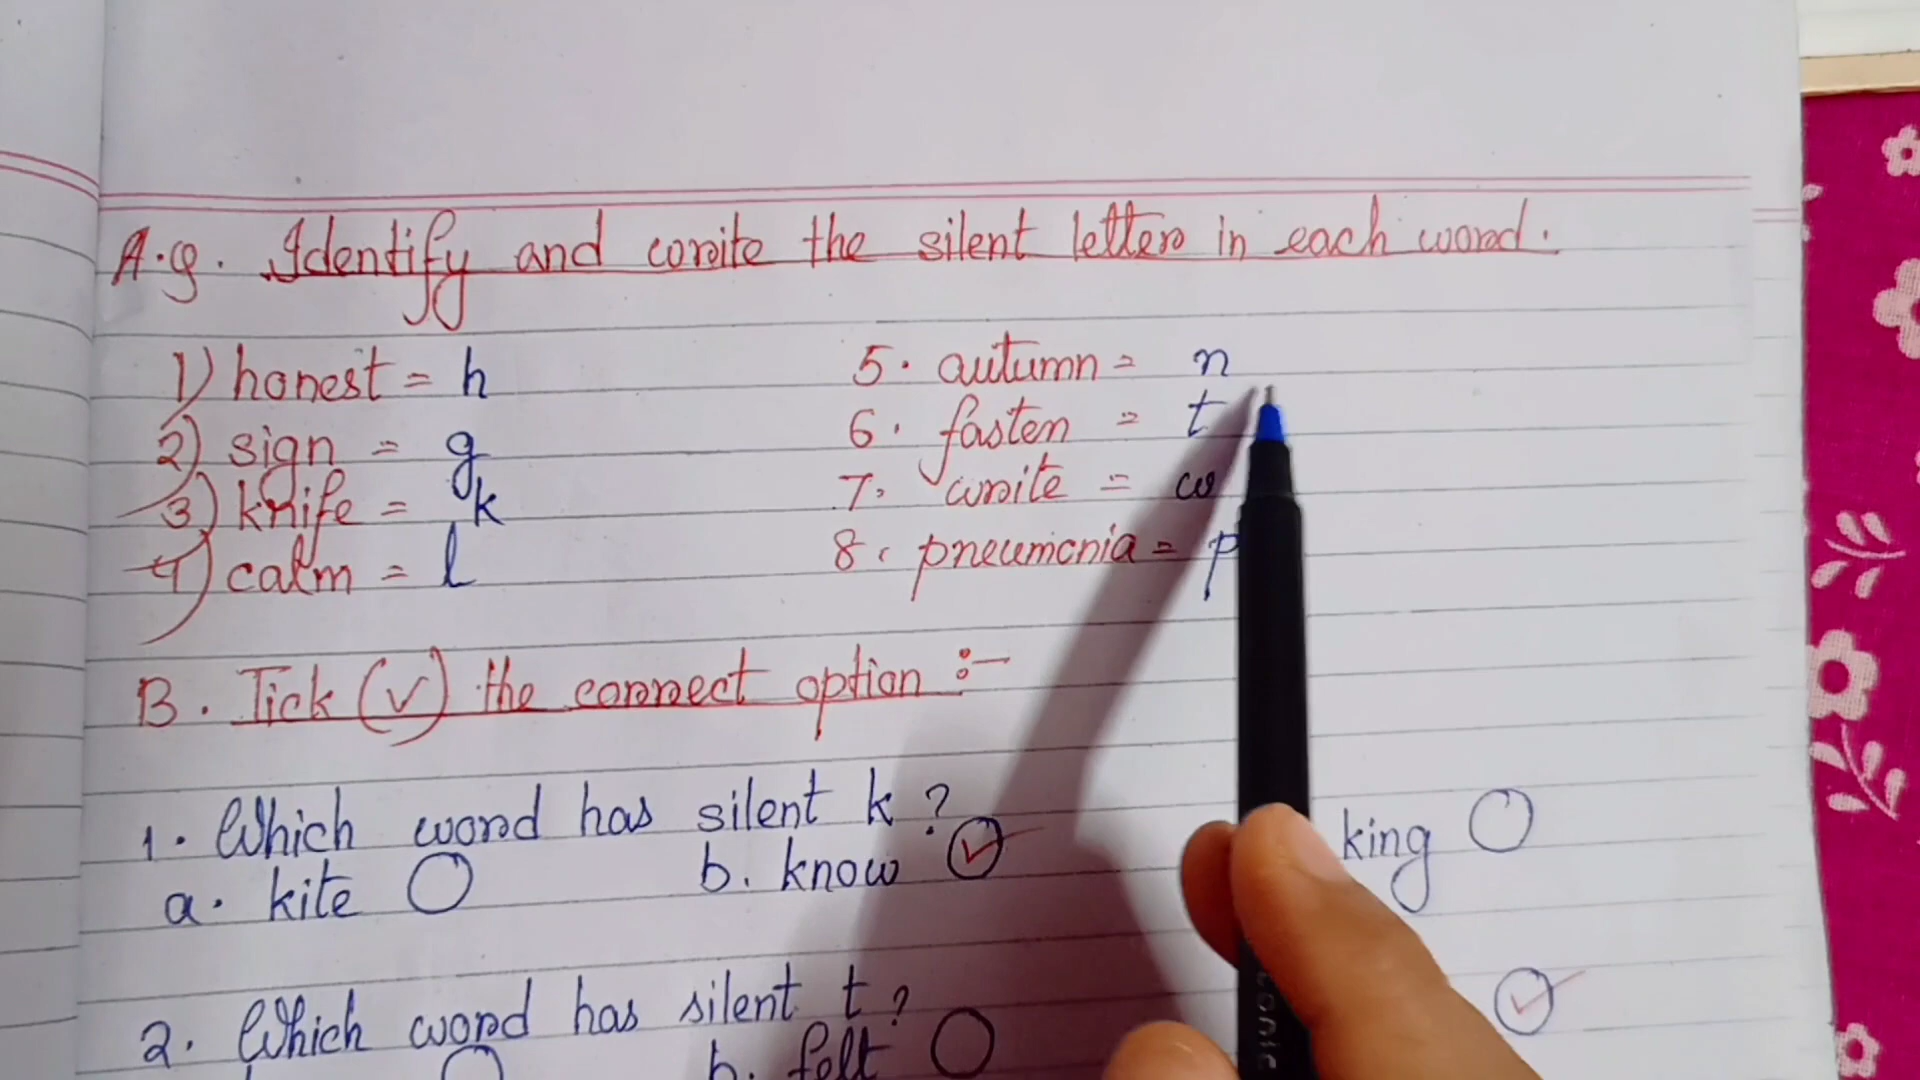 A.q. Identify and write the silent letter in each word.
1) honest = h
2) sign = g
3) knife = k
4) calm = l
5. autumn = n
6. fasten = t
7. write = w
8. pneumonia = p
B. Tick (✓) the correct option :-
1. Which word has silent k ?
a. kite
b. know ✓
king
2. Which word has silent t ?
b. felt
✓